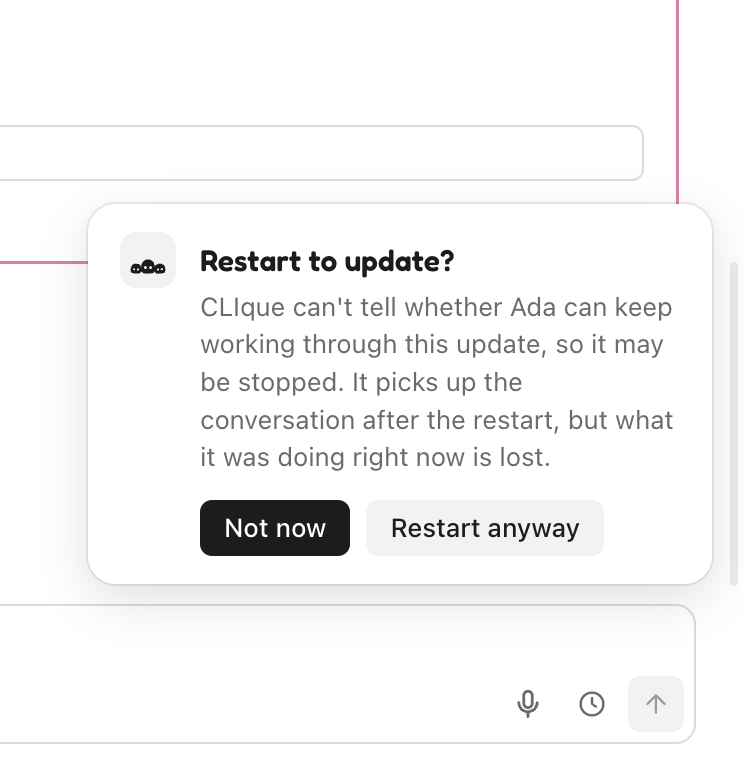 Restart to update?
CLIque can't tell whether Ada can keep
working through this update, so it may
be stopped. It picks up the
conversation after the restart, but what
it was doing right now is lost.
Not now
Restart anyway